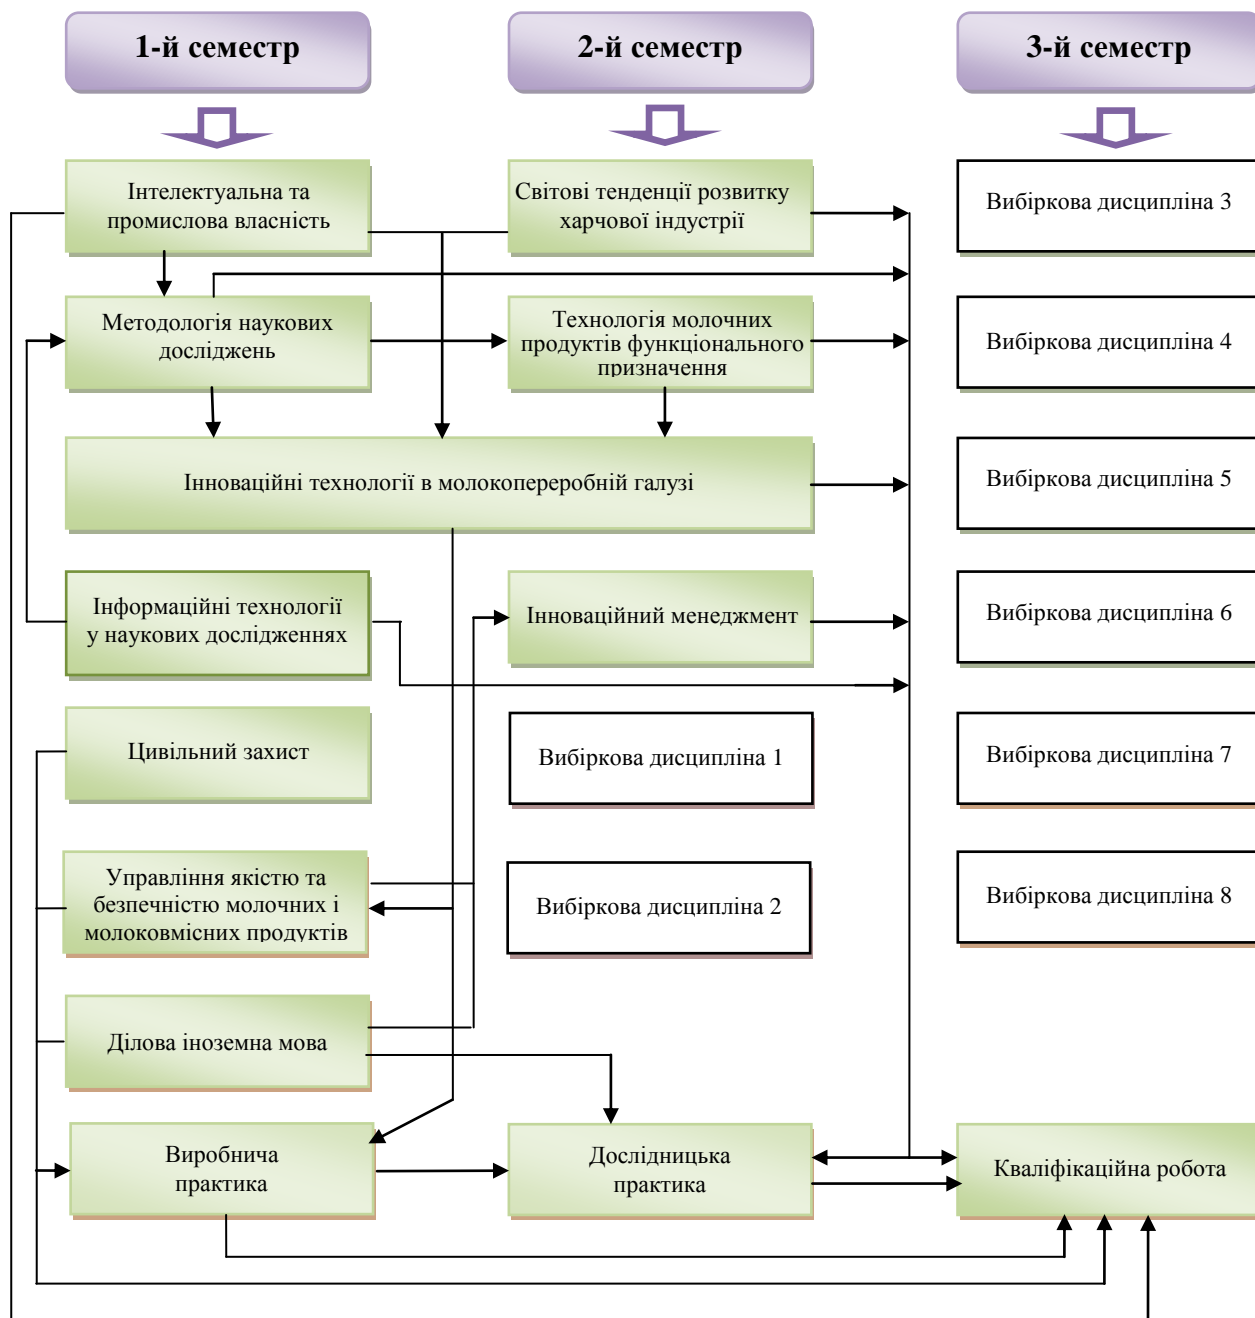 1-й семестр
2-й семестр
3-й семестр
Інтелектуальна та
промислова власність
Світові тенденції розвитку
харчової індустрії
Вибіркова дисципліна 3
Методологія наукових
досліджень
Технологія молочних
продуктів функціонального
призначення
Вибіркова дисципліна 4
Інноваційні технології в молокопереробній галузі
Вибіркова дисципліна 5
Інформаційні технології
у наукових дослідженнях
Інноваційний менеджмент
Вибіркова дисципліна 6
Цивільний захист
Вибіркова дисципліна 1
Вибіркова дисципліна 7
Управління якістю та
безпечністю молочних і
молоковмісних продуктів
Вибіркова дисципліна 2
Вибіркова дисципліна 8
Ділова іноземна мова
Виробнича
практика
Дослідницька
практика
Кваліфікаційна робота